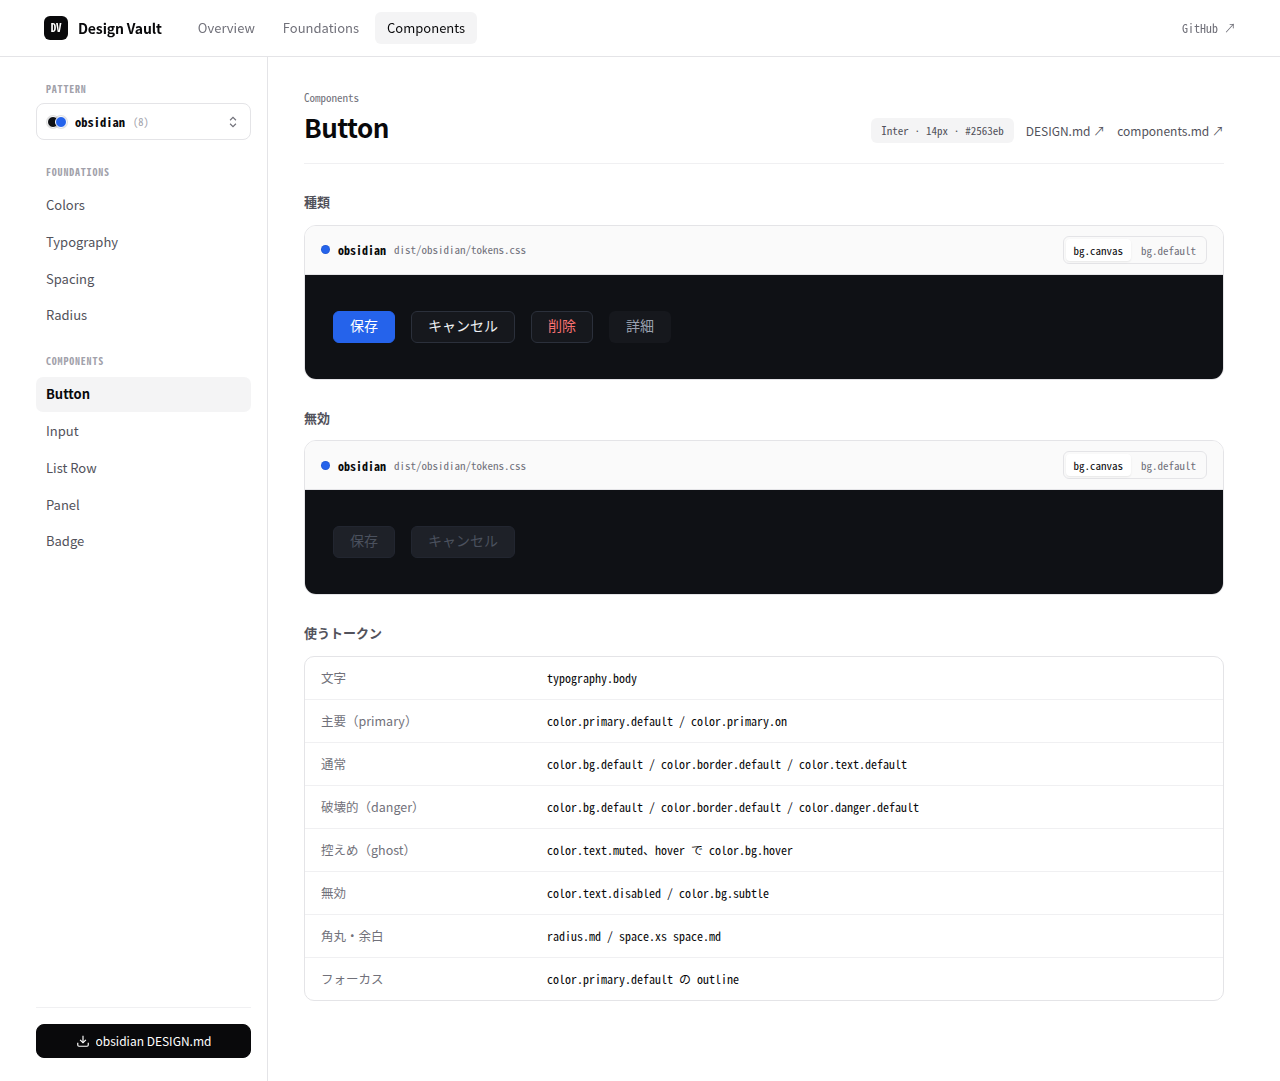 DV Design Vault Overview Foundations Components GitHub ↗
PATTERN
obsidian (8)
FOUNDATIONS
Colors
Typography
Spacing
Radius
COMPONENTS
Button
Input
List Row
Panel
Badge
obsidian DESIGN.md
Components
Button
Inter · 14px · #2563eb DESIGN.md ↗ components.md ↗
種類
obsidian dist/obsidian/tokens.css bg.canvas bg.default
保存 キャンセル 削除 詳細
無効
obsidian dist/obsidian/tokens.css bg.canvas bg.default
保存 キャンセル
使うトークン
文字 typography.body
主要（primary） color.primary.default / color.primary.on
通常 color.bg.default / color.border.default / color.text.default
破壊的（danger） color.bg.default / color.border.default / color.danger.default
控えめ（ghost） color.text.muted、hover で color.bg.hover
無効 color.text.disabled / color.bg.subtle
角丸・余白 radius.md / space.xs space.md
フォーカス color.primary.default の outline